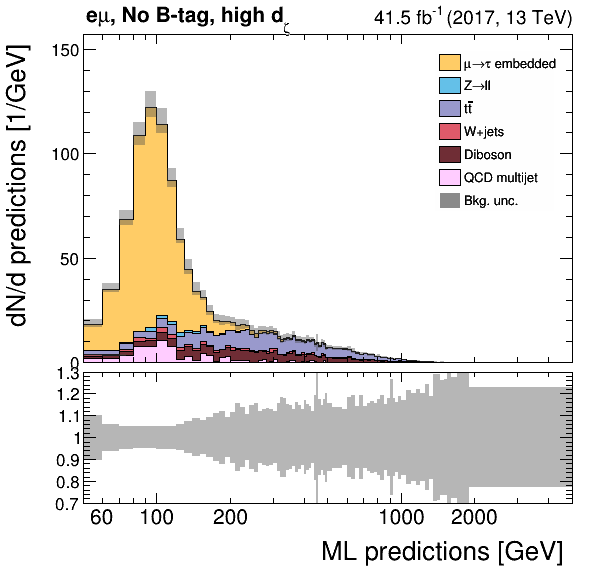 eμ, No B-tag, high dζ
41.5 fb⁻¹ (2017, 13 TeV)
dN/d predictions [1/GeV]
150
100
50
0
μ→τ embedded
Z→ll
tt̄
W+jets
Diboson
QCD multijet
Bkg. unc.
1.3
1.2
1.1
1
0.9
0.8
0.7
60 100 200 1000 2000
ML predictions [GeV]